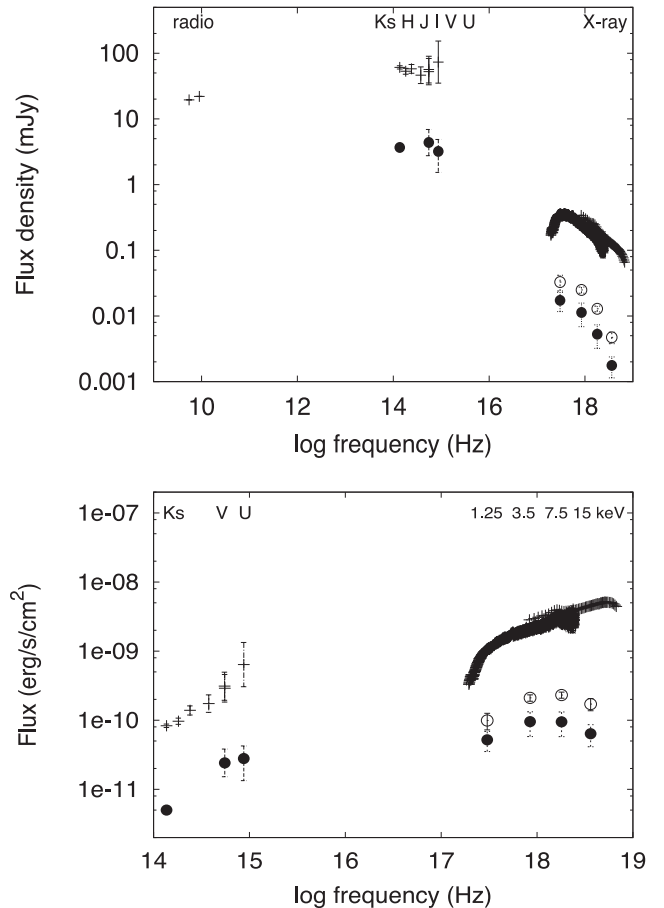 radio Ks H J I V U X-ray
100
10
1
0.1
0.01
0.001
Flux density (mJy)
10 12 14 16 18
log frequency (Hz)
Ks V U 1.25 3.5 7.5 15 keV
1e-07
1e-08
1e-09
1e-10
1e-11
Flux (erg/s/cm²)
14 15 16 17 18 19
log frequency (Hz)